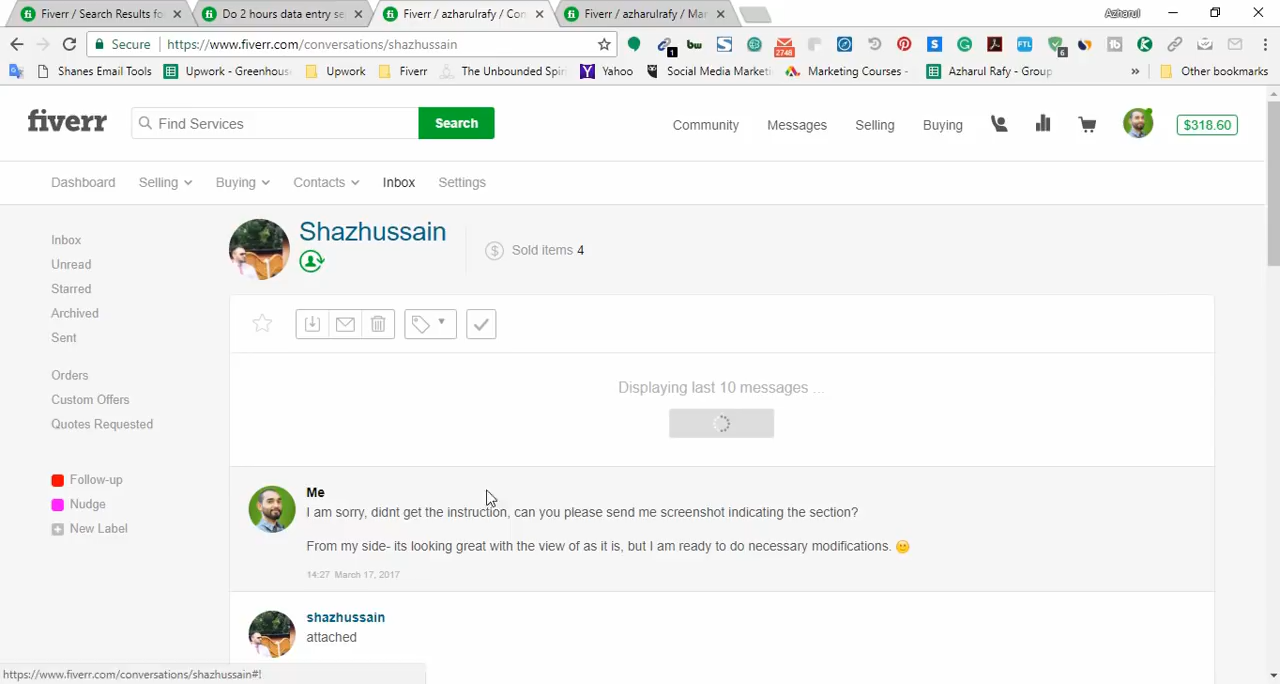 Fiverr / Search Results fo
Do 2 hours data entry se
Fiverr / azharulrafy / Con
Fiverr / azharulrafy / Mar
Azharul
Secure
https://www.fiverr.com/conversations/shazhussain
1
bw
2746
S
FTL
6
Shanes Email Tools
Upwork - Greenhous
Upwork
Fiverr
The Unbounded Spir
Yahoo
Social Media Marketi
Marketing Courses -
Azharul Rafy - Group
»
Other bookmarks
fiverr
Find Services
Search
Community
Messages
Selling
Buying
$318.60
Dashboard
Selling
Buying
Contacts
Inbox
Settings
Inbox
Unread
Starred
Archived
Sent
Orders
Custom Offers
Quotes Requested
Follow-up
Nudge
New Label
Shazhussain
Sold items 4
Displaying last 10 messages ...
Me
I am sorry, didnt get the instruction, can you please send me screenshot indicating the section?
From my side- its looking great with the view of as it is, but I am ready to do necessary modifications. 🙂
14:27 March 17, 2017
shazhussain
attached
https://www.fiverr.com/conversations/shazhussain#!